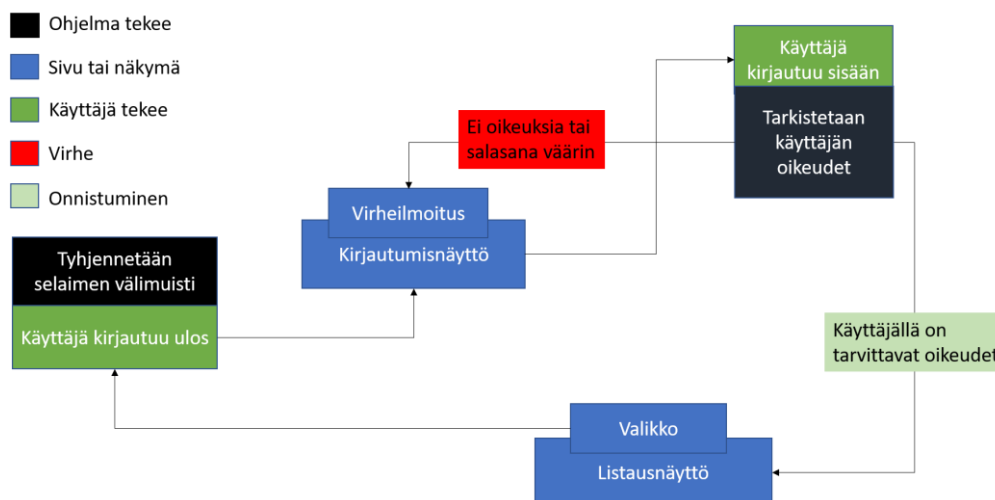 Ohjelma tekee
Sivu tai näkymä
Käyttäjä tekee
Virhe
Onnistuminen
Käyttäjä
kirjautuu sisään
Tarkistetaan
käyttäjän
oikeudet
Ei oikeuksia tai
salasana väärin
Virheilmoitus
Kirjautumisnäyttö
Tyhjennetään
selaimen välimuisti
Käyttäjä kirjautuu ulos
Käyttäjällä on
tarvittavat oikeudet
Valikko
Listausnäyttö